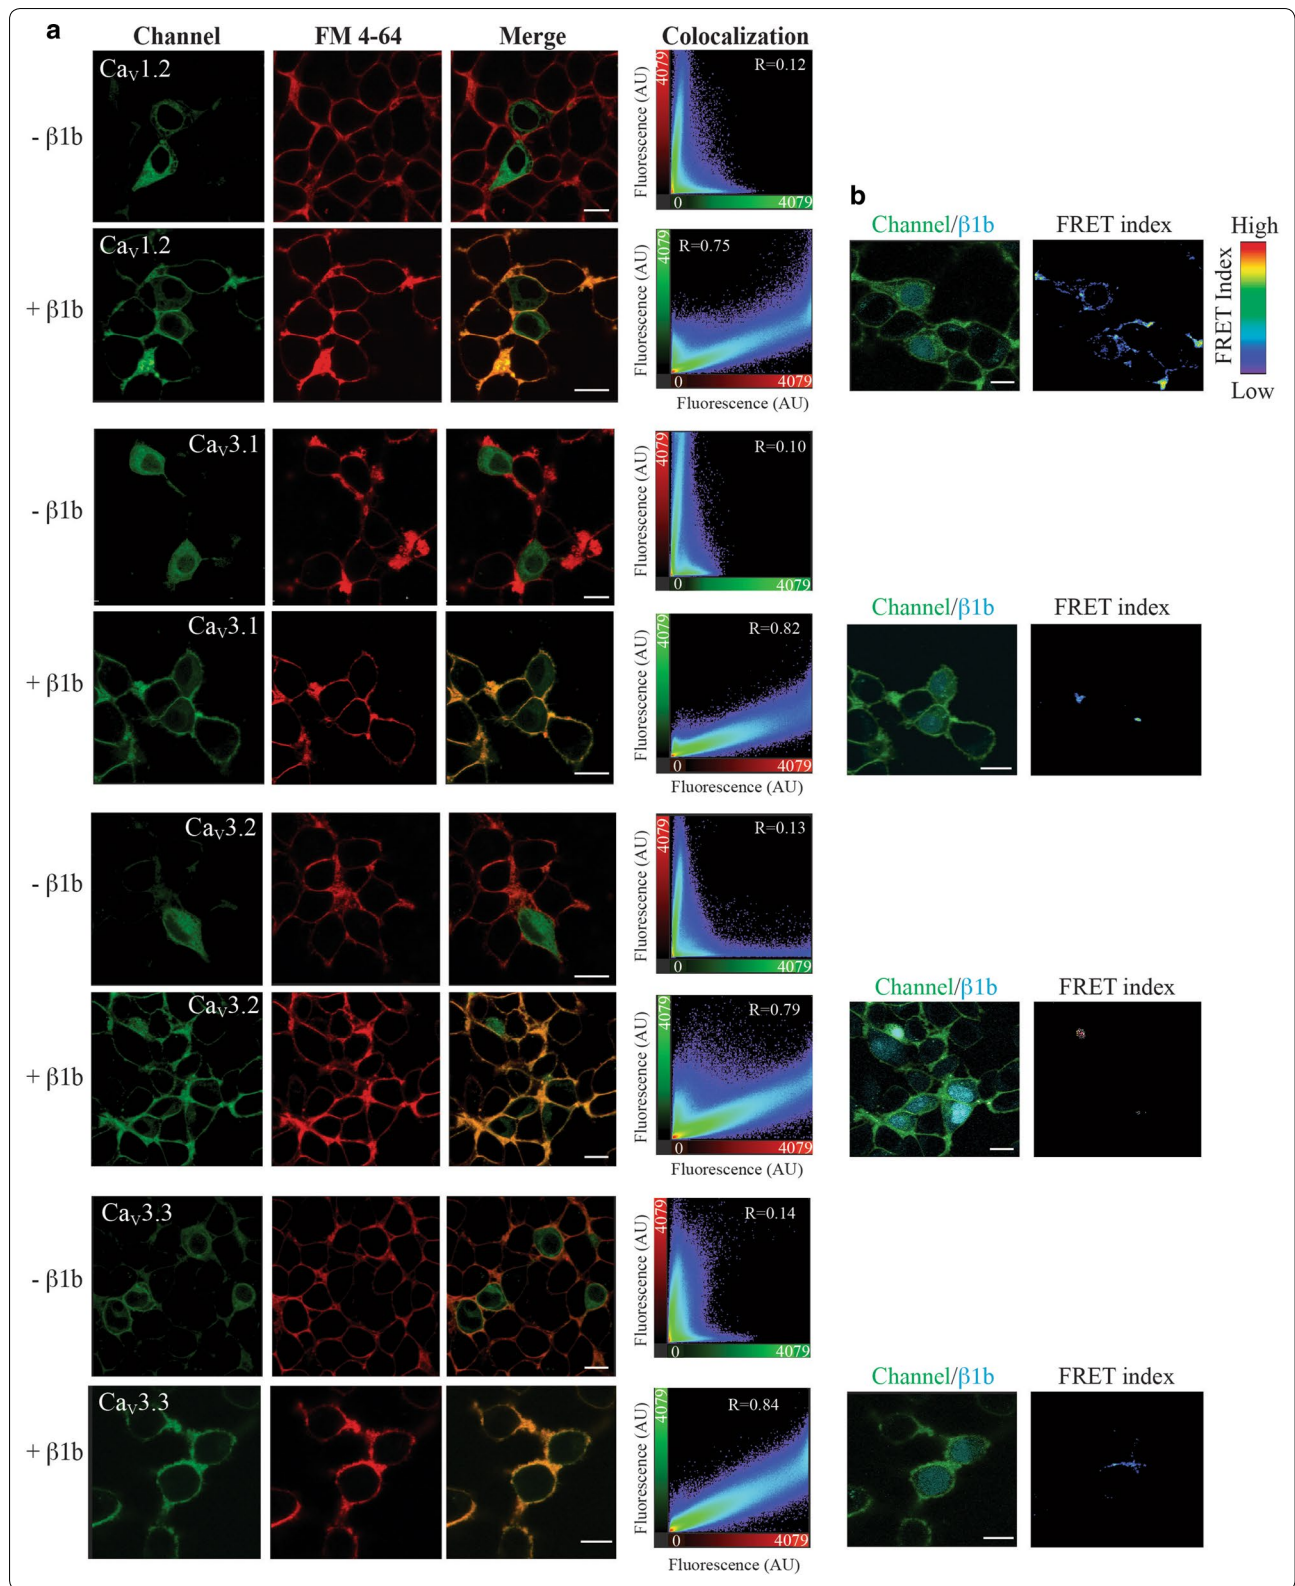 a
Channel FM 4-64 Merge Colocalization
CaV1.2
R=0.12
4079
- β1b
Fluorescence (AU)
0 4079
b
CaV1.2
R=0.75
4079
+ β1b
Fluorescence (AU)
0 4079
Fluorescence (AU)
Channel/β1b FRET index High
FRET Index
Low
CaV3.1
R=0.10
4079
- β1b
Fluorescence (AU)
0 4079
CaV3.1
R=0.82
4079
+ β1b
Fluorescence (AU)
0 4079
Fluorescence (AU)
Channel/β1b FRET index
CaV3.2
R=0.13
4079
- β1b
Fluorescence (AU)
0 4079
CaV3.2
R=0.79
4079
+ β1b
Fluorescence (AU)
0 4079
Fluorescence (AU)
Channel/β1b FRET index
CaV3.3
R=0.14
4079
- β1b
Fluorescence (AU)
0 4079
CaV3.3
R=0.84
4079
+ β1b
Fluorescence (AU)
0 4079
Fluorescence (AU)
Channel/β1b FRET index